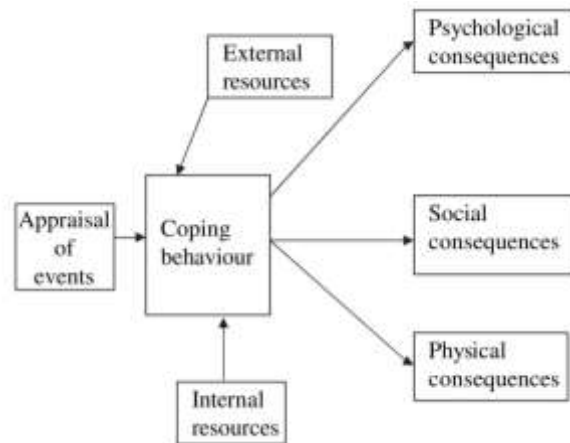 Psychological
consequences
External
resources
Appraisal
of
events
Coping
behaviour
Social
consequences
Physical
consequences
Internal
resources